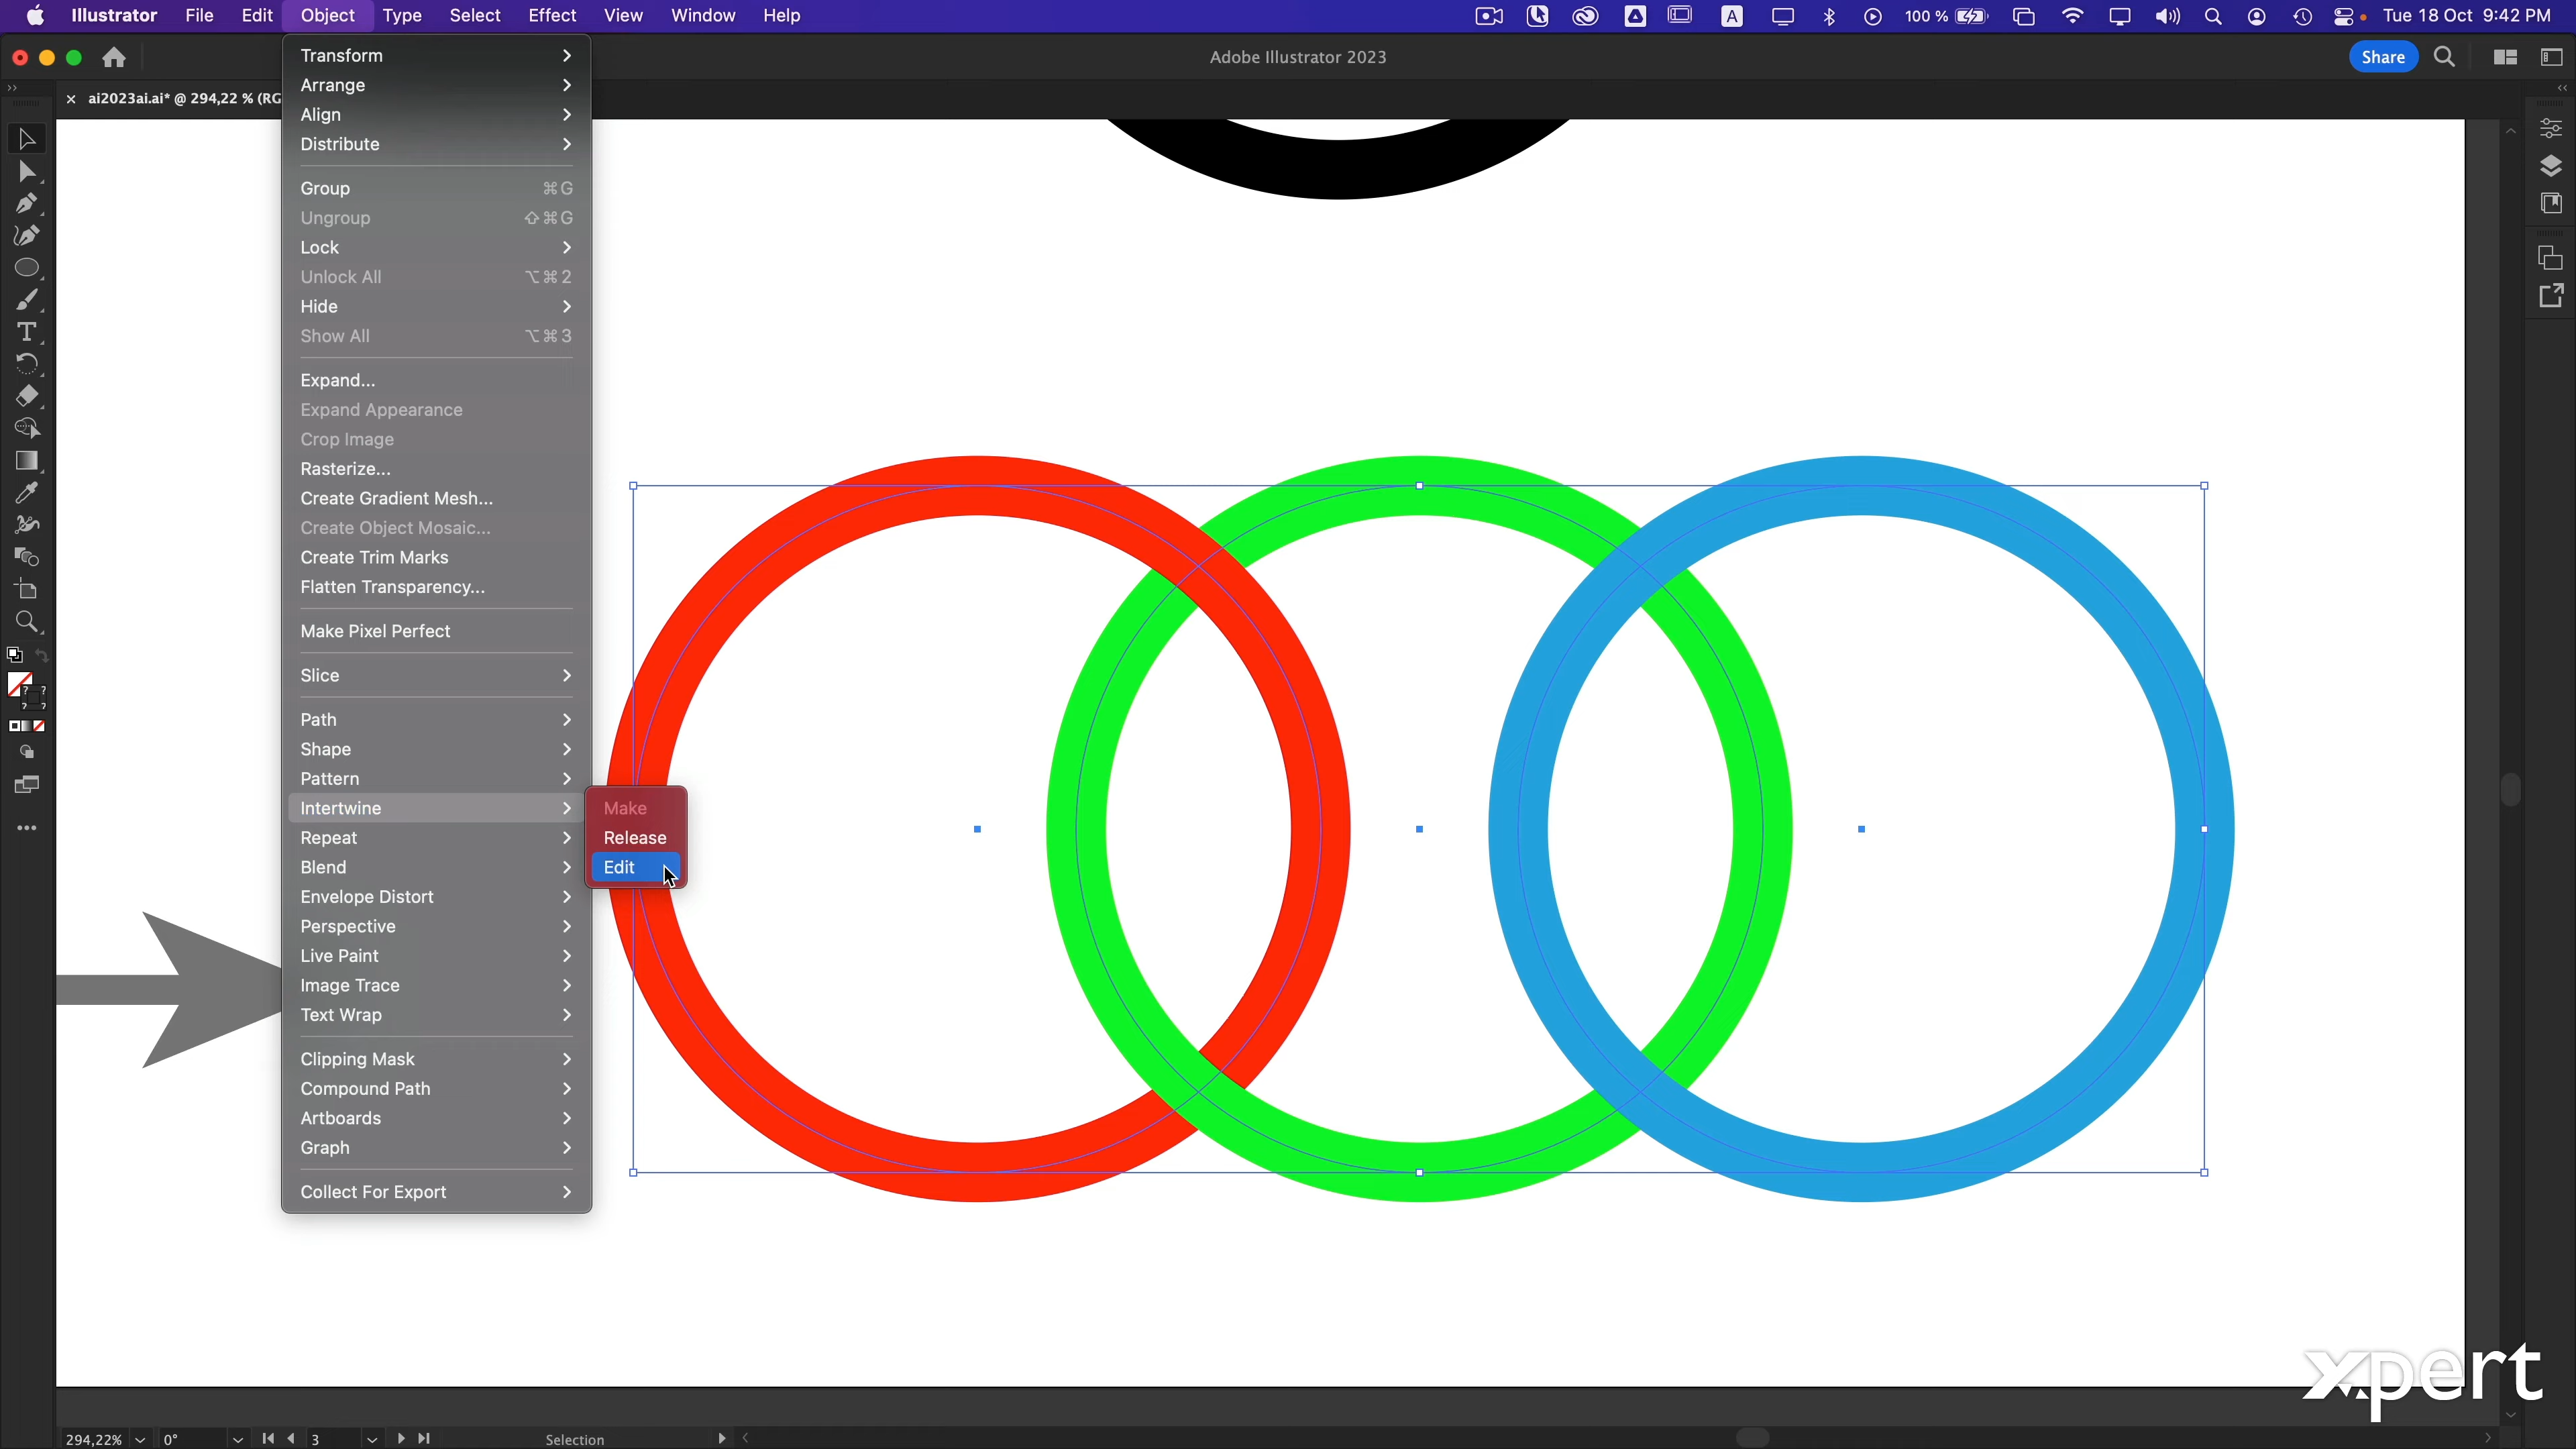 Illustrator File Edit Object Type Select Effect View Window Help
A
100 %
Tue 18 Oct 9:42 PM
Adobe Illustrator 2023
Share
× ai2023ai.ai* @ 294,22 % (RG
Transform
Arrange
Align
Distribute
Group ⌘G
Ungroup ⇧⌘G
Lock
Unlock All ⌥⌘2
Hide
Show All ⌥⌘3
Expand...
Expand Appearance
Crop Image
Rasterize...
Create Gradient Mesh...
Create Object Mosaic...
Create Trim Marks
Flatten Transparency...
Make Pixel Perfect
Slice
Path
Shape
Pattern
Intertwine
Make
Repeat
Release
Blend
Edit
Envelope Distort
Perspective
Live Paint
Image Trace
Text Wrap
Clipping Mask
Compound Path
Artboards
Graph
Collect For Export
xpert
294,22% 0° 3 Selection